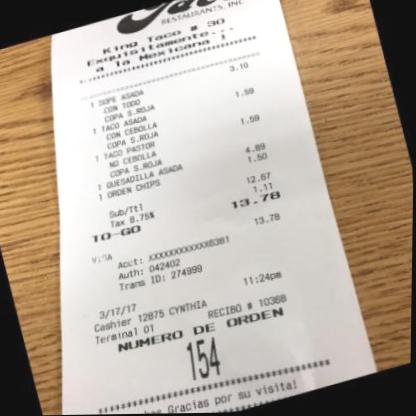 RESTAURANTS, INC.
King Taco # 30
Exquisitamente...
a la Mexicana !
1 SOPE ASADA 3.10
CON TODO
COPA S.ROJA
1 TACO ASADA 1.59
CON CEBOLLA
COPA S.ROJA
1 TACO PASTOR 1.59
NO CEBOLLA
COPA S.ROJA
1 QUESADILLA ASADA 4.89
1 ORDEN CHIPS 1.50
Sub/Ttl 12.67
Tax 8.75% 1.11
TO-GO 13.78
VISA 13.78
Acct: XXXXXXXXXXXX8381
Auth: 042402
Trans ID: 274999
3/17/17 11:24pm
Cashier 12875 CYNTHIA
Terminal 01 RECIBO # 10368
NUMERO DE ORDEN
154
Gracias por su visita!